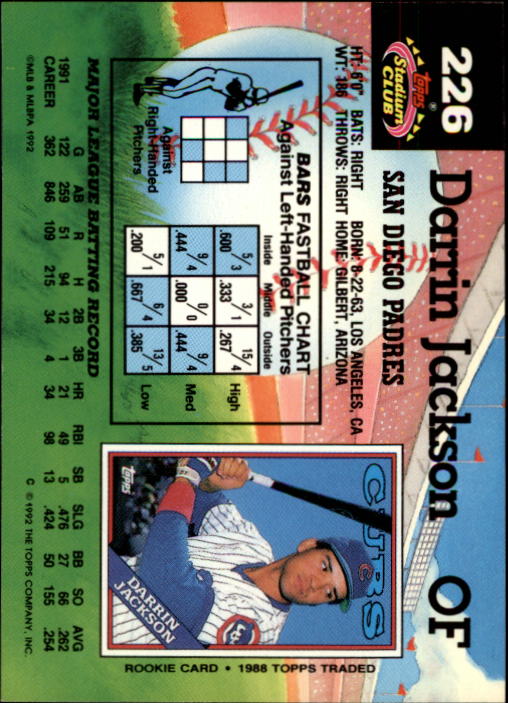 226
Topps®
Stadium
CLUB
Darrin Jackson OF
SAN DIEGO PADRES
HT: 6'0" BATS: RIGHT BORN: 8-22-63, LOS ANGELES, CA
WT: 186 THROWS: RIGHT HOME: GILBERT, ARIZONA
BARS FASTBALL CHART
Against Left-Handed Pitchers
Inside Middle Outside
5/3 3/1 15/4
.600 .333 .267 High
9/4 0/0 9/4
.444 .000 .444 Med
5/1 6/4 13/5
.200 .667 .385 Low
Against
Right-Handed
Pitchers
CUBS
C
CUBS
Topps
DARRIN
JACKSON
ROOKIE CARD • 1988 TOPPS TRADED
MAJOR LEAGUE BATTING RECORD
G AB R H 2B 3B HR RBI SB SLG BB SO AVG
1991 122 259 51 94 12 1 21 49 5 .476 27 66 .262
CAREER 362 846 109 215 34 4 34 98 13 .424 50 155 .254
©MLB & MLBPA 1992
C © 1992 THE TOPPS COMPANY, INC.